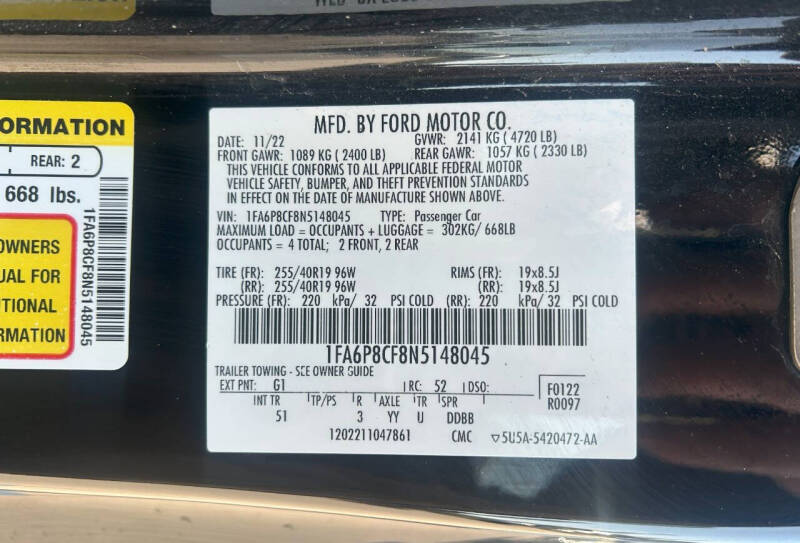 ORMATION
REAR: 2
668 lbs.
OWNERS
UAL FOR
TIONAL
RMATION
1FA6P8CF8N5148045
MFD. BY FORD MOTOR CO.
DATE: 11/22 GVWR: 2141 KG (4720 LB)
FRONT GAWR: 1089 KG (2400 LB) REAR GAWR: 1057 KG (2330 LB)
THIS VEHICLE CONFORMS TO ALL APPLICABLE FEDERAL MOTOR
VEHICLE SAFETY, BUMPER, AND THEFT PREVENTION STANDARDS
IN EFFECT ON THE DATE OF MANUFACTURE SHOWN ABOVE.
VIN: 1FA6P8CF8N5148045 TYPE: Passenger Car
MAXIMUM LOAD = OCCUPANTS + LUGGAGE = 302KG/ 668LB
OCCUPANTS = 4 TOTAL; 2 FRONT, 2 REAR
TIRE (FR): 255/40R19 96W RIMS (FR): 19x8.5J
(RR): 255/40R19 96W (RR): 19x8.5J
PRESSURE (FR): 220 kPa/ 32 PSI COLD (RR): 220 kPa/ 32 PSI COLD
1FA6P8CF8N5148045
TRAILER TOWING - SEE OWNER GUIDE
EXT PNT: G1 RC: 52 DSO: F0122
INT TR TP/PS R AXLE TR SPR R0097
51 3 YY U DDBB
1202211047861 CMC ▽5U5A-5420472-AA